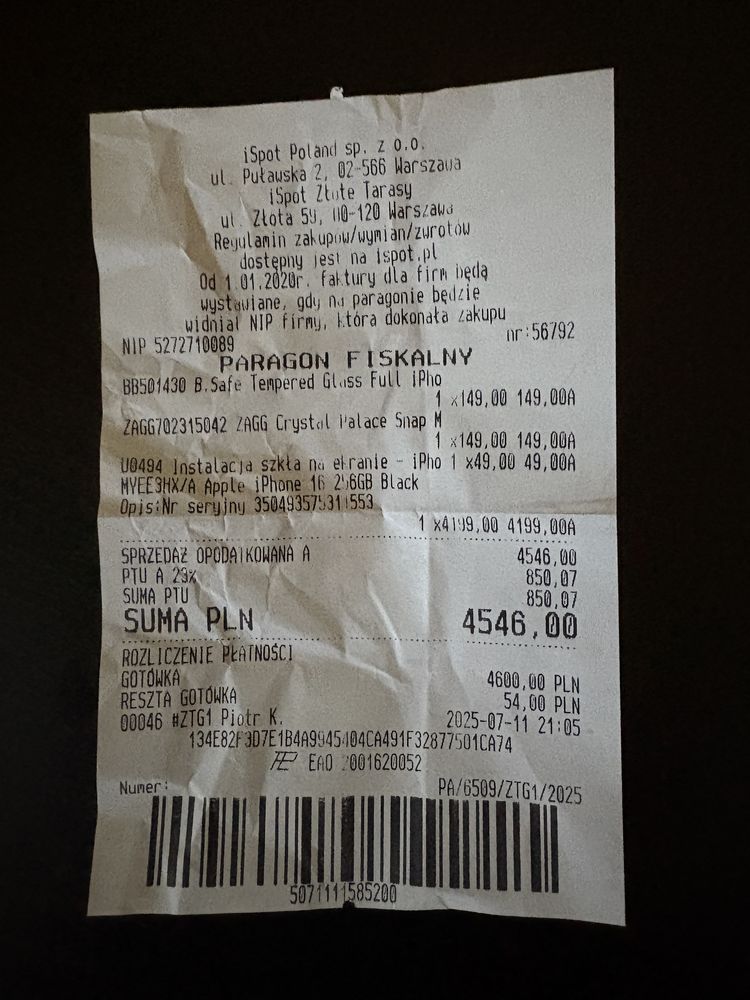 iSpot Poland sp. z o.o.
ul. Puławska 2, 02-566 Warszawa
iSpot Złote Tarasy
ul. Złota 59, 00-120 Warszawa
Regulamin zakupów/wymian/zwrotów
dostępny jest na ispot.pl
Od 1.01.2020r. faktury dla firm będą
wystawiane, gdy na paragonie będzie
widniał NIP firmy, która dokonała zakupu
NIP 5272710089 nr:56792
PARAGON FISKALNY
BB501430 B.Safe Tempered Glass Full iPho
1 x149,00 149,00A
ZAGG702315042 ZAGG Crystal Palace Snap M
1 x149,00 149,00A
U0494 Instalacja szkła na ekranie - iPho 1 x49,00 49,00A
MYEE3HX/A Apple iPhone 16 256GB Black
Opis:Nr seryjny
1 x4199,00 4199,00A
SPRZEDAŻ OPODATKOWANA A 4546,00
PTU A 23% 850,07
SUMA PTU 850,07
SUMA PLN 4546,00
ROZLICZENIE PŁATNOŚCI
GOTÓWKA 4600,00 PLN
RESZTA GOTÓWKA 54,00 PLN
00046 #ZTG1 Piotr K. 2025-07-11 21:05
EAO
Numer: PA/6509/ZTG1/2025
5071111585200